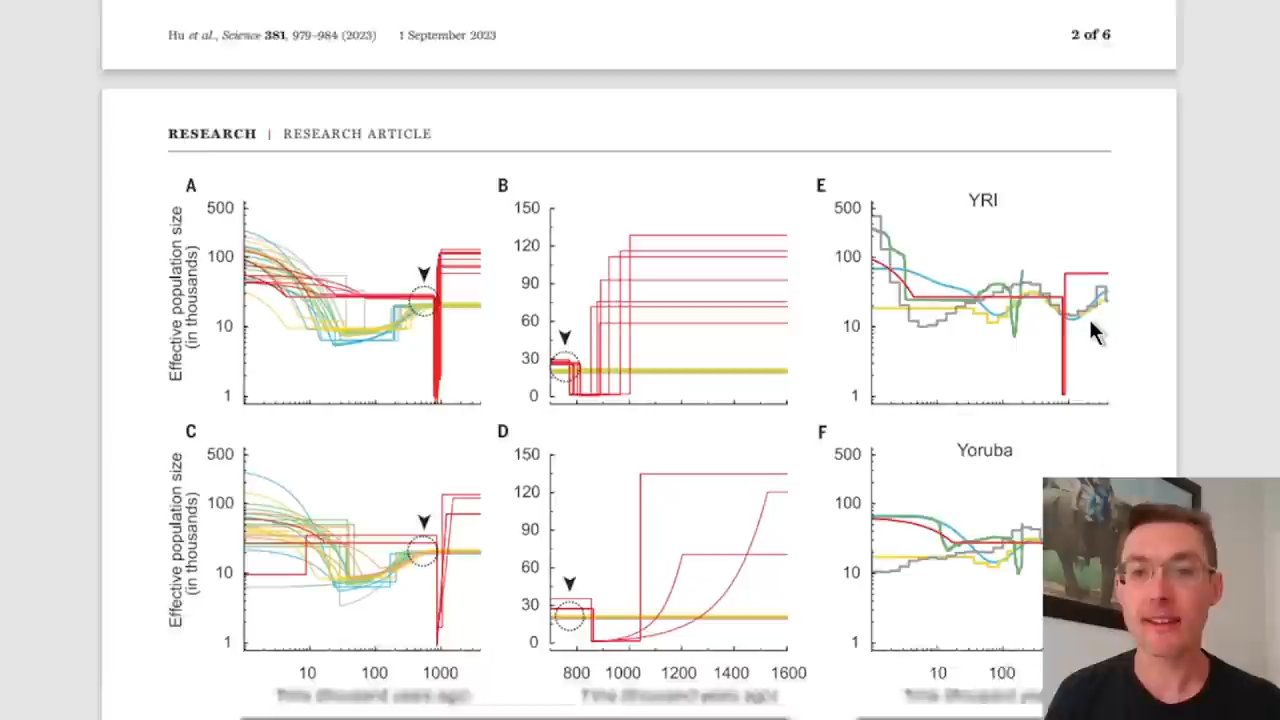 Hu et al., Science 381, 979–984 (2023) 1 September 2023 2 of 6
RESEARCH | RESEARCH ARTICLE
A
Effective population size
(in thousands)
500
100
10
1
B
150
120
90
60
30
0
E
YRI
500
100
10
1
C
Effective population size
(in thousands)
500
100
10
1
10 100 1000
D
150
120
90
60
30
0
800 1000 1200 1400 1600
F
Yoruba
500
100
10
1
10 100